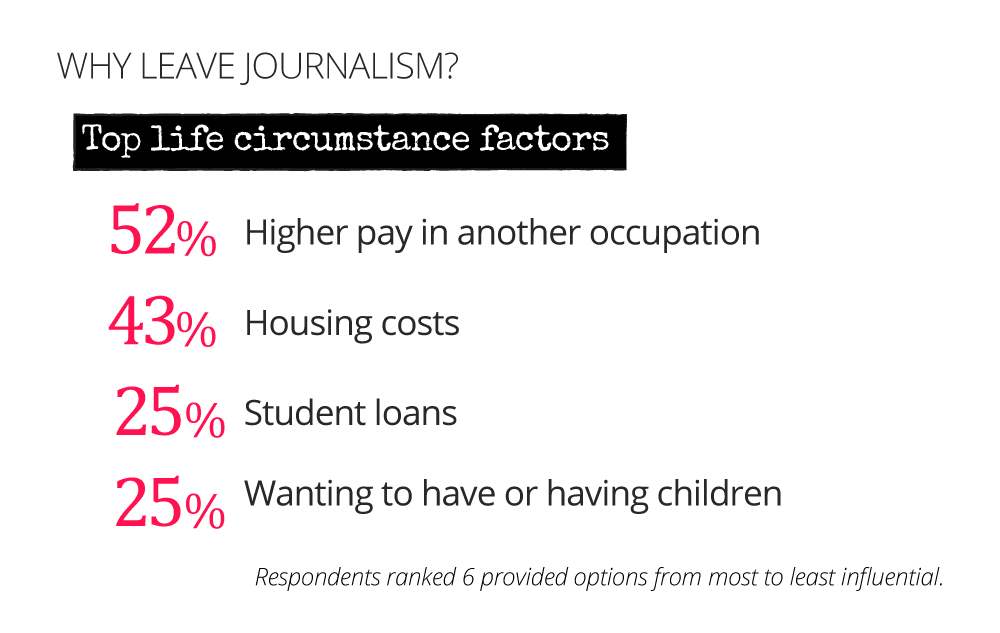 WHY LEAVE JOURNALISM?
Top life circumstance factors
52% Higher pay in another occupation
43% Housing costs
25% Student loans
25% Wanting to have or having children
Respondents ranked 6 provided options from most to least influential.